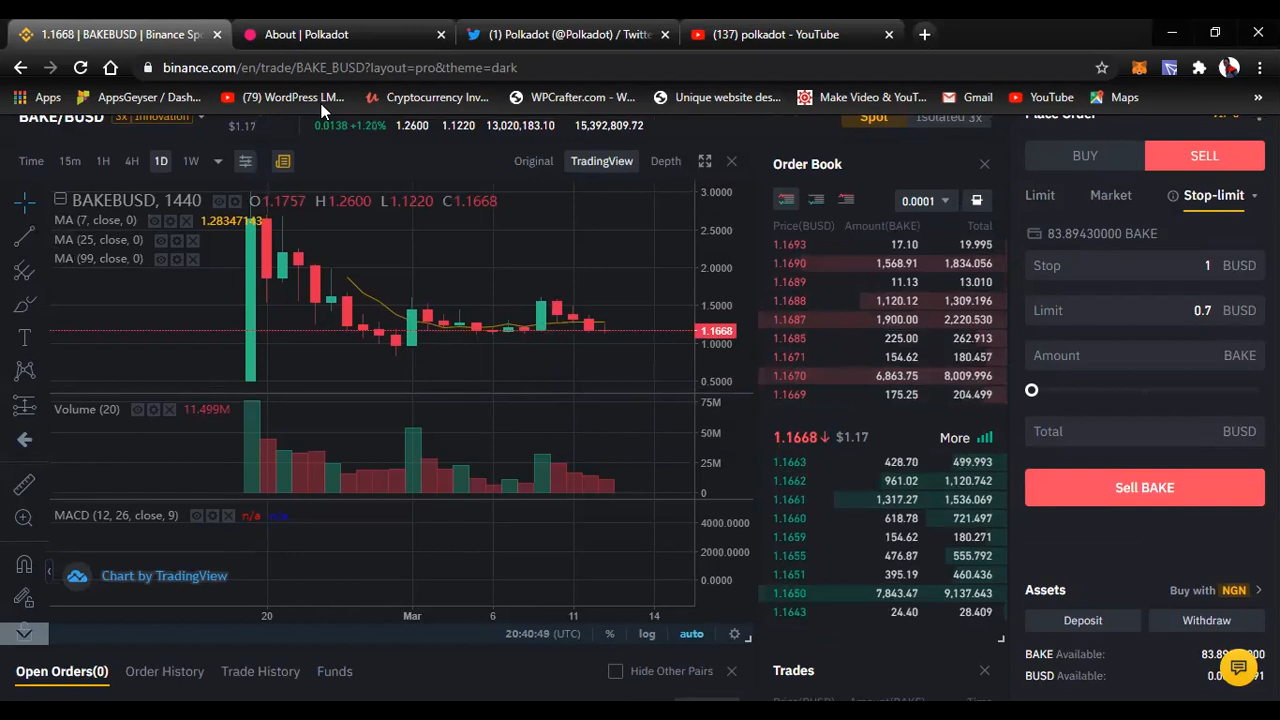 1.1668 | BAKEBUSD | Binance Sp
About | Polkadot
(1) Polkadot (@Polkadot) / Twitte
(137) polkadot - YouTube
binance.com/en/trade/BAKE_BUSD?layout=pro&theme=dark
Apps
AppsGeyser / Dash...
(79) WordPress LM...
Cryptocurrency Inv...
WPCrafter.com - W...
Unique website des...
Make Video & YouT...
Gmail
YouTube
Maps
»
BAKE/BUSD
3x Innovation
$1.17
0.0138 +1.20%
1.2600
1.1220
13,020,183.10
15,392,809.72
Spot
Isolated 3x
Place Order
Time
15m
1H
4H
1D
1W
Original
TradingView
Depth
BAKEBUSD, 1440
O1.1757 H1.2600 L1.1220 C1.1668
MA (7, close, 0)
1.28347143
MA (25, close, 0)
MA (99, close, 0)
3.0000
2.5000
2.0000
1.5000
1.1668
1.0000
0.5000
Volume (20)
11.499M
75M
50M
25M
0
MACD (12, 26, close, 9)
n/a
n/a
4000.0000
2000.0000
0.0000
Chart by TradingView
20
Mar
6
11
14
20:40:49 (UTC)
%
log
auto
Open Orders(0)
Order History
Trade History
Funds
Hide Other Pairs
Order Book
0.0001
Price(BUSD) Amount(BAKE) Total
1.1693 17.10 19.995
1.1690 1,568.91 1,834.056
1.1689 11.13 13.010
1.1688 1,120.12 1,309.196
1.1687 1,900.00 2,220.530
1.1685 225.00 262.913
1.1671 154.62 180.457
1.1670 6,863.75 8,009.996
1.1669 175.25 204.499
1.1668↓ $1.17
More
1.1663 428.70 499.993
1.1662 961.02 1,120.742
1.1661 1,317.27 1,536.069
1.1660 618.78 721.497
1.1659 154.62 180.271
1.1655 476.87 555.792
1.1651 395.19 460.436
1.1650 7,843.47 9,137.643
1.1643 24.40 28.409
Trades
BUY
SELL
Limit
Market
Stop-limit
83.89430000 BAKE
Stop 1 BUSD
Limit 0.7 BUSD
Amount BAKE
Total BUSD
Sell BAKE
Assets
Buy with NGN
Deposit
Withdraw
BAKE Available:
BUSD Available: